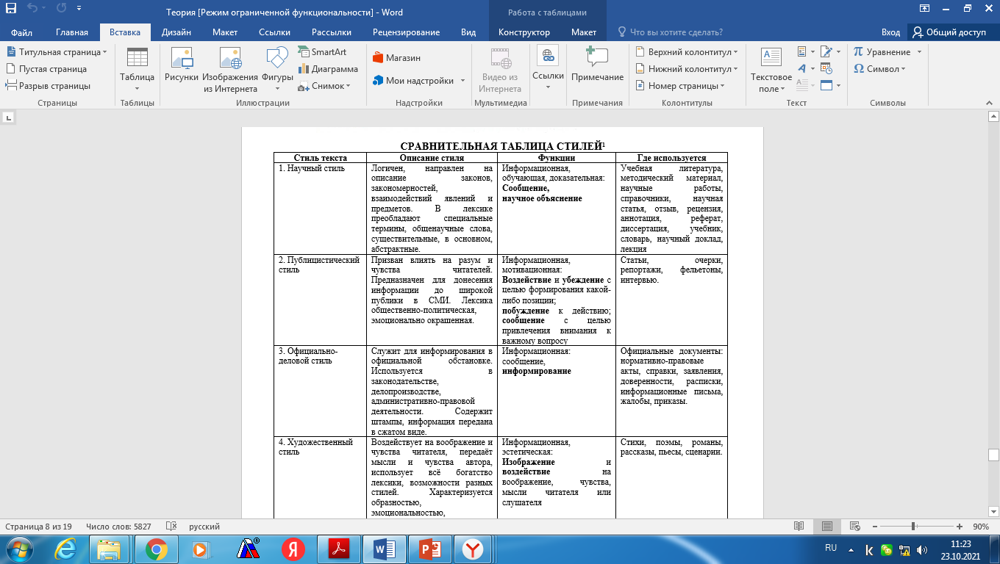 Теория [Режим ограниченной функциональности] - Word
Работа с таблицами
Файл Главная Вставка Дизайн Макет Ссылки Рассылки Рецензирование Вид Конструктор Макет Что вы хотите сделать? Вход Общий доступ
Титульная страница
Пустая страница
Разрыв страницы
Страницы
Таблица
Таблицы
Рисунки
Изображения
из Интернета
Фигуры
SmartArt
Диаграмма
Снимок
Иллюстрации
Магазин
Мои надстройки
Надстройки
Видео из
Интернета
Мультимедиа
Ссылки
Примечание
Примечания
Верхний колонтитул
Нижний колонтитул
Номер страницы
Колонтитулы
Текстовое
поле
Текст
Уравнение
Символ
Символы
СРАВНИТЕЛЬНАЯ ТАБЛИЦА СТИЛЕЙ¹
Стиль текста
Описание стиля
Функции
Где используется
1. Научный стиль
Логичен, направлен на
описание законов,
закономерностей,
взаимодействий явлений и
предметов. В лексике
преобладают специальные
термины, общенаучные слова,
существительные, в основном,
абстрактные.
Информационная,
обучающая, доказательная:
Сообщение,
научное объяснение
Учебная литература,
методический материал,
научные работы,
справочники, научная
статья, отзыв, рецензия,
аннотация, реферат,
диссертация, учебник,
словарь, научный доклад,
лекция
2. Публицистический
стиль
Призван влиять на разум и
чувства читателей.
Предназначен для донесения
информации до широкой
публики в СМИ. Лексика
общественно-политическая,
эмоционально окрашенная.
Информационная,
мотивационная:
Воздействие и убеждение с
целью формирования какой-
либо позиции;
побуждение к действию;
сообщение с целью
привлечения внимания к
важному вопросу
Статьи, очерки,
репортажи, фельетоны,
интервью.
3. Официально-
деловой стиль
Служит для информирования в
официальной обстановке.
Используется в
законодательстве,
делопроизводстве,
административно-правовой
деятельности. Содержит
штампы, информация передана
в сжатом виде.
Информационная:
сообщение,
информирование
Официальные документы:
нормативно-правовые
акты, справки, заявления,
доверенности, расписки,
информационные письма,
жалобы, приказы.
4. Художественный
стиль
Воздействует на воображение и
чувства читателя, передаёт
мысли и чувства автора,
использует всё богатство
лексики, возможности разных
стилей. Характеризуется
образностью,
эмоциональностью,
Информационная,
эстетическая:
Изображение и
воздействие на
воображение, чувства,
мысли читателя или
слушателя
Стихи, поэмы, романы,
рассказы, пьесы, сценарии.
Страница 8 из 19 Число слов: 5827 русский 90%
RU
11:23
23.10.2021